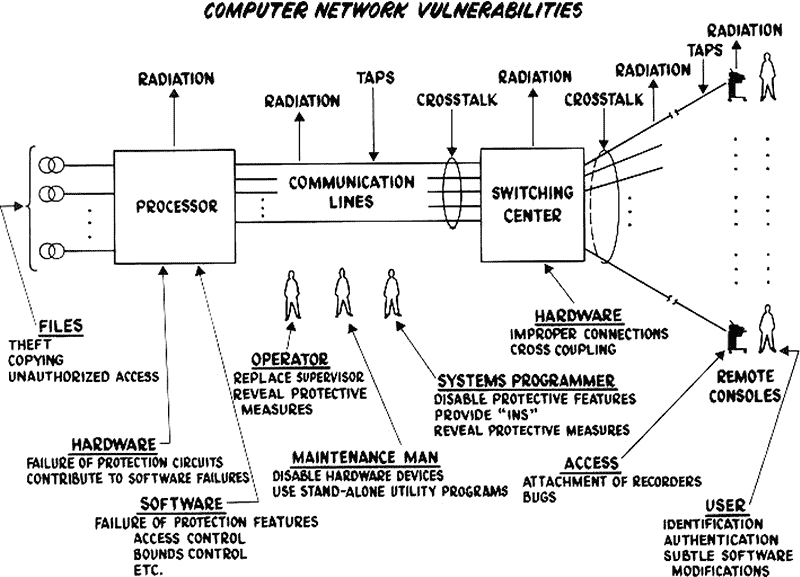 COMPUTER NETWORK VULNERABILITIES
RADIATION
TAPS
RADIATION
TAPS
RADIATION
RADIATION
RADIATION
CROSSTALK
CROSSTALK
PROCESSOR
COMMUNICATION
LINES
SWITCHING
CENTER
FILES
THEFT
COPYING
UNAUTHORIZED ACCESS
OPERATOR
REPLACE SUPERVISOR
REVEAL PROTECTIVE
MEASURES
HARDWARE
IMPROPER CONNECTIONS
CROSS COUPLING
SYSTEMS PROGRAMMER
DISABLE PROTECTIVE FEATURES
PROVIDE "INS"
REVEAL PROTECTIVE MEASURES
REMOTE
CONSOLES
HARDWARE
FAILURE OF PROTECTION CIRCUITS
CONTRIBUTE TO SOFTWARE FAILURES
MAINTENANCE MAN
DISABLE HARDWARE DEVICES
USE STAND-ALONE UTILITY PROGRAMS
ACCESS
ATTACHMENT OF RECORDERS
BUGS
SOFTWARE
FAILURE OF PROTECTION FEATURES
ACCESS CONTROL
BOUNDS CONTROL
ETC.
USER
IDENTIFICATION
AUTHENTICATION
SUBTLE SOFTWARE
MODIFICATIONS